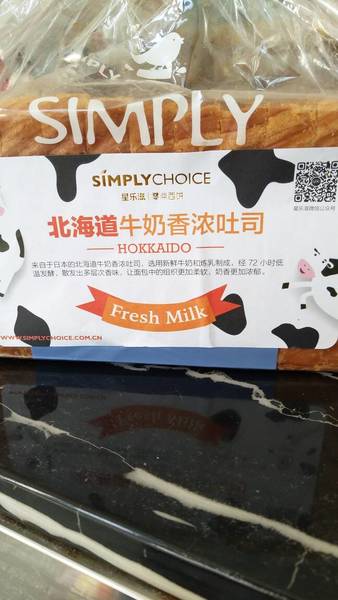 SIMPLY
SIMPLYCHOICE
北海道牛奶香浓吐司
HOKKAIDO
来自于日本的北海道牛奶香浓吐司，选用新鲜牛奶和炼乳制成，经 72 小时低
温发酵，散发出多层次香味，让面包中的组织更加柔软，奶香更加浓郁。
Fresh Milk
WWW.SIMPLYCHOICE.COM.CN